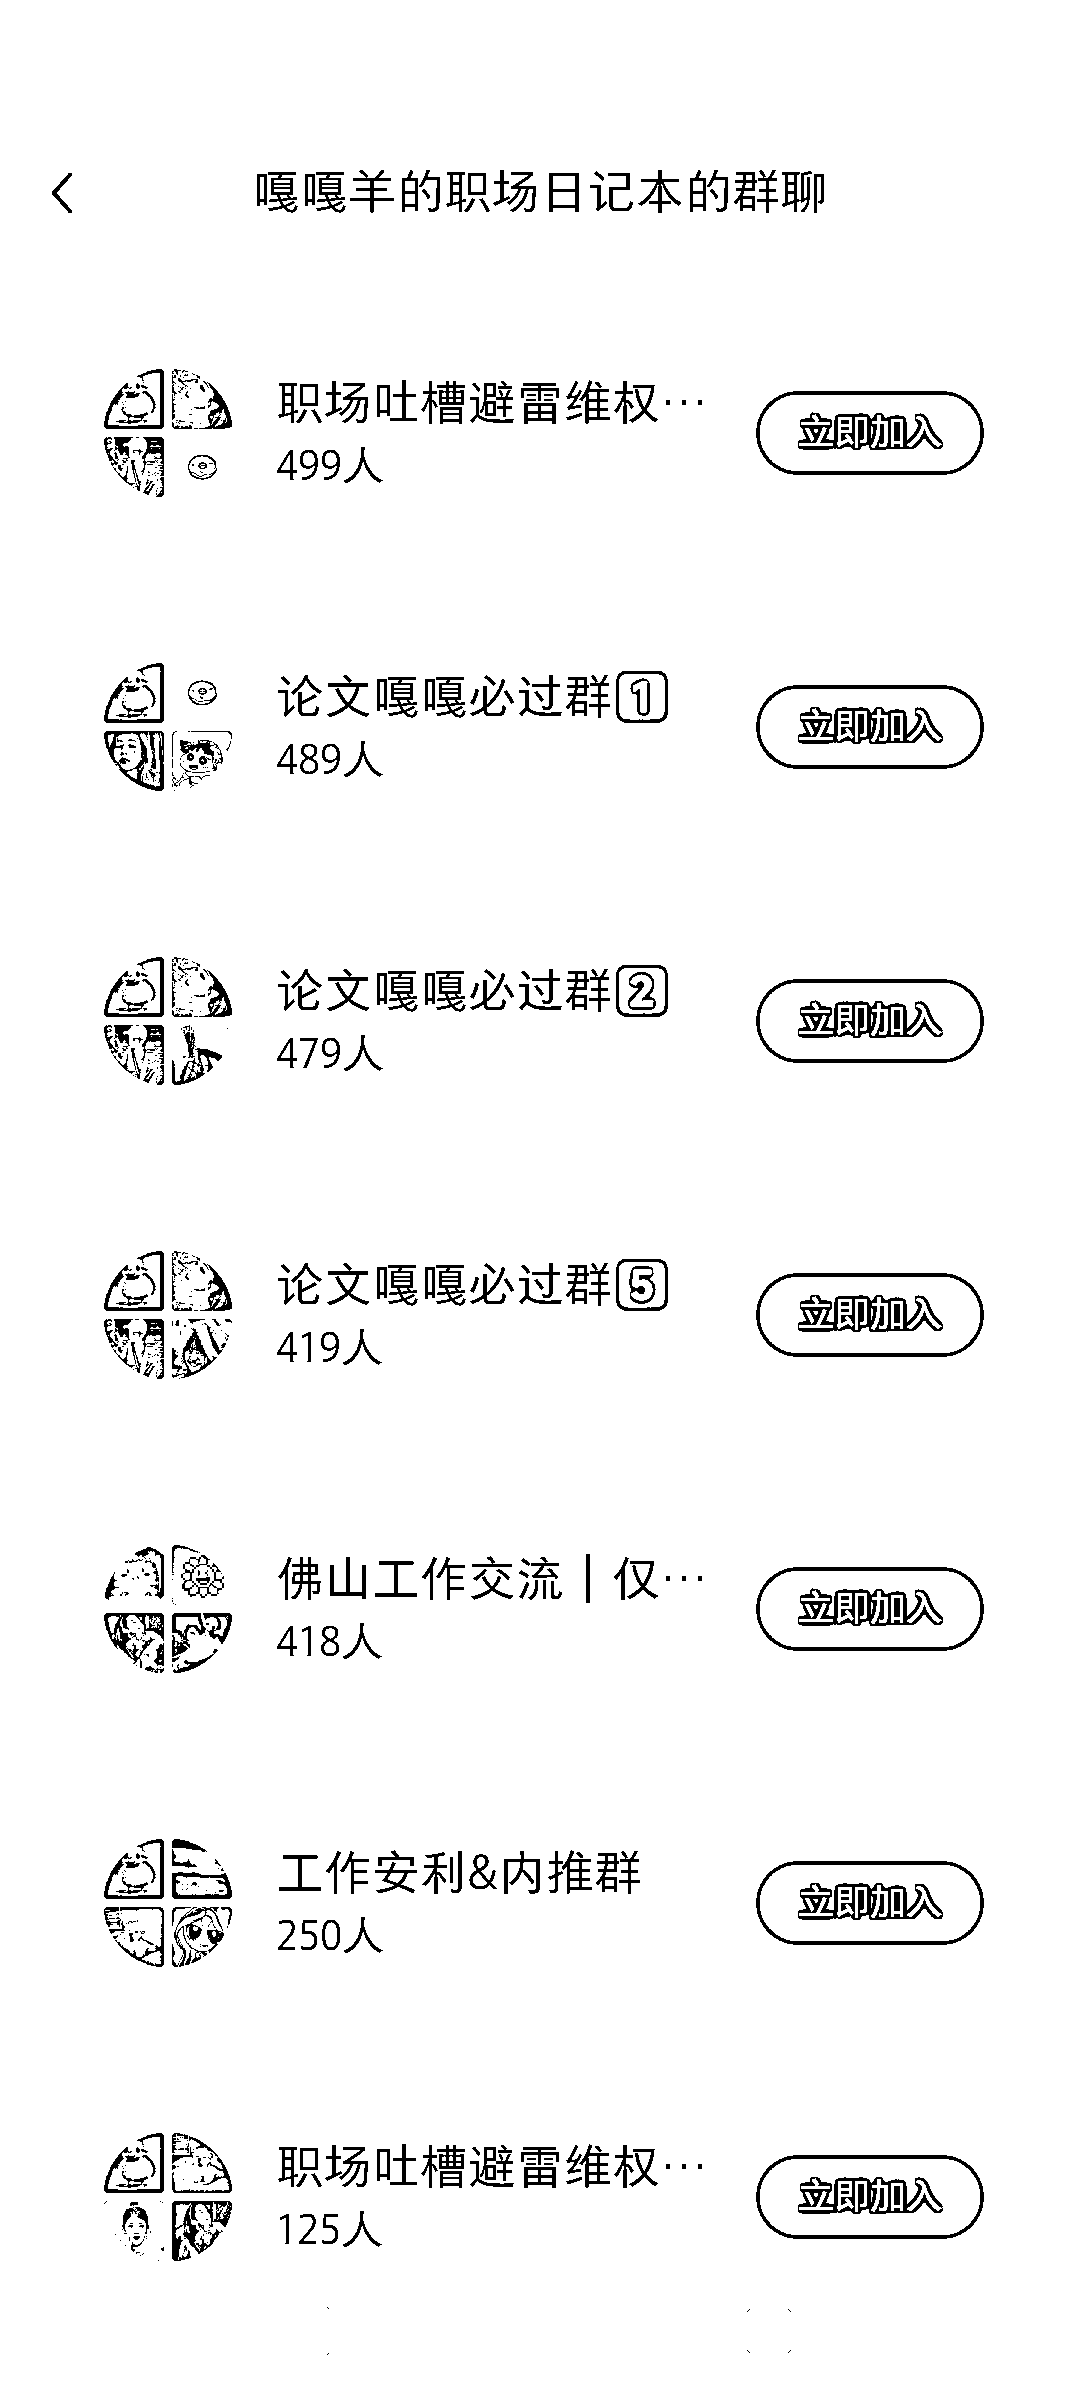 嘎嘎羊的职场日记本的群聊
职场吐槽避雷维权…
499人
立即加入
论文嘎嘎必过群1️⃣
489人
立即加入
论文嘎嘎必过群2️⃣
479人
立即加入
论文嘎嘎必过群5️⃣
419人
立即加入
佛山工作交流｜仅…
418人
立即加入
工作安利&内推群
250人
立即加入
职场吐槽避雷维权…
125人
立即加入